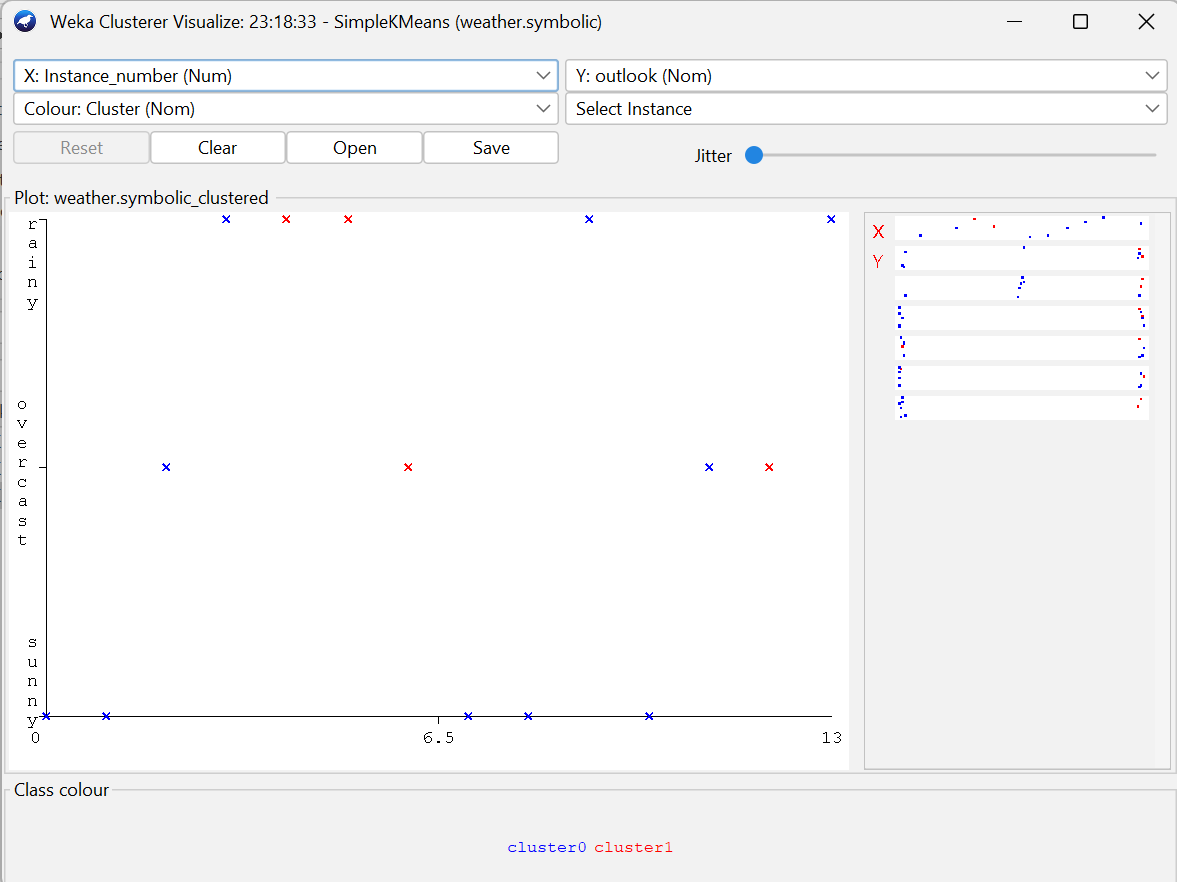 Weka Clusterer Visualize: 23:18:33 - SimpleKMeans (weather.symbolic)
X: Instance_number (Num)
Y: outlook (Nom)
Colour: Cluster (Nom)
Select Instance
Reset
Clear
Open
Save
Jitter
Plot: weather.symbolic_clustered
rainy
overcast
sunny
0
6.5
13
X
Y
Class colour
cluster0 cluster1